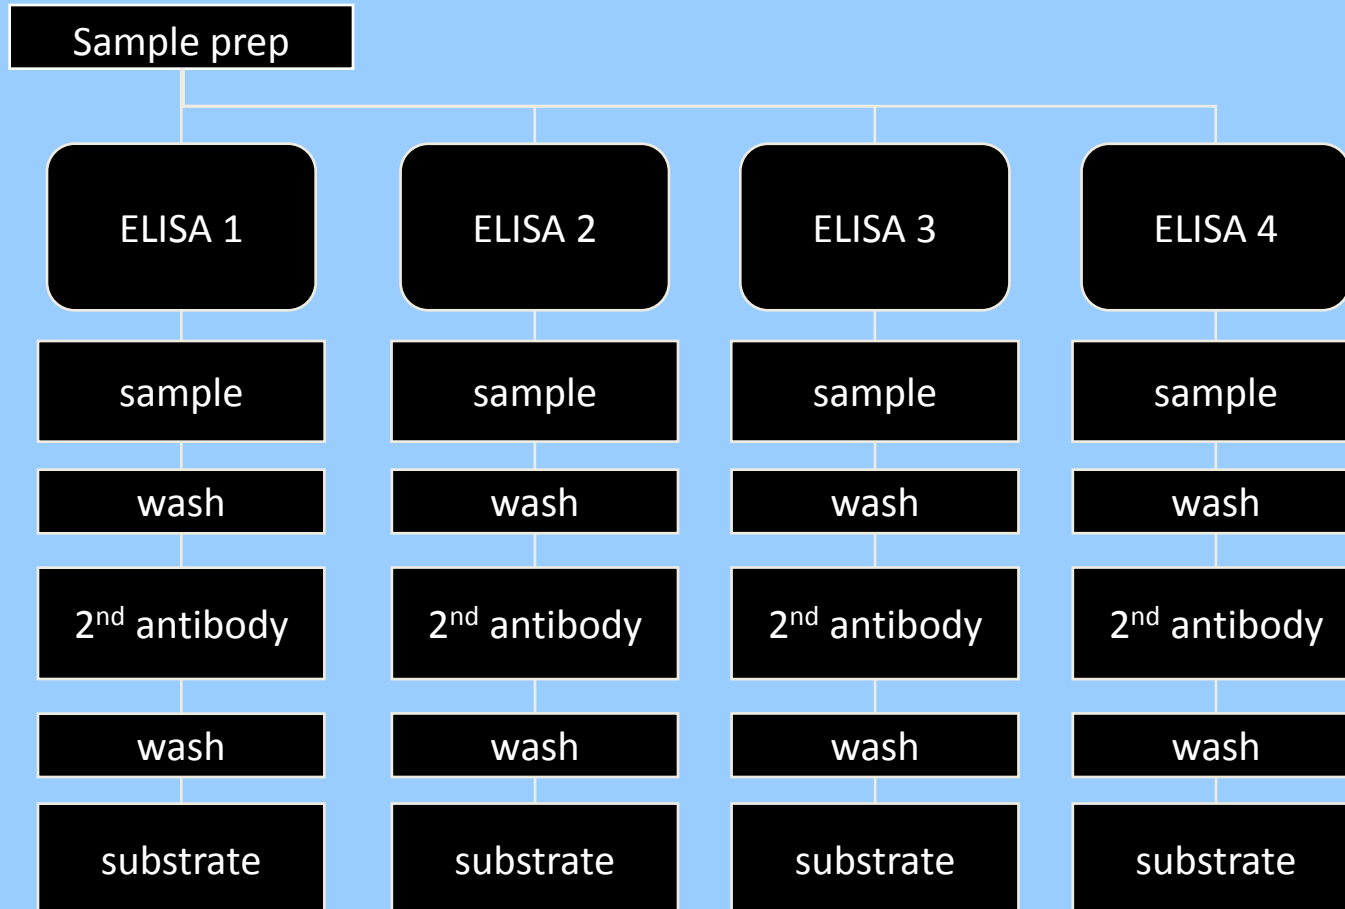 Sample prep
ELISA 1 ELISA 2 ELISA 3 ELISA 4
sample sample sample sample
wash wash wash wash
2nd antibody 2nd antibody 2nd antibody 2nd antibody
wash wash wash wash
substrate substrate substrate substrate